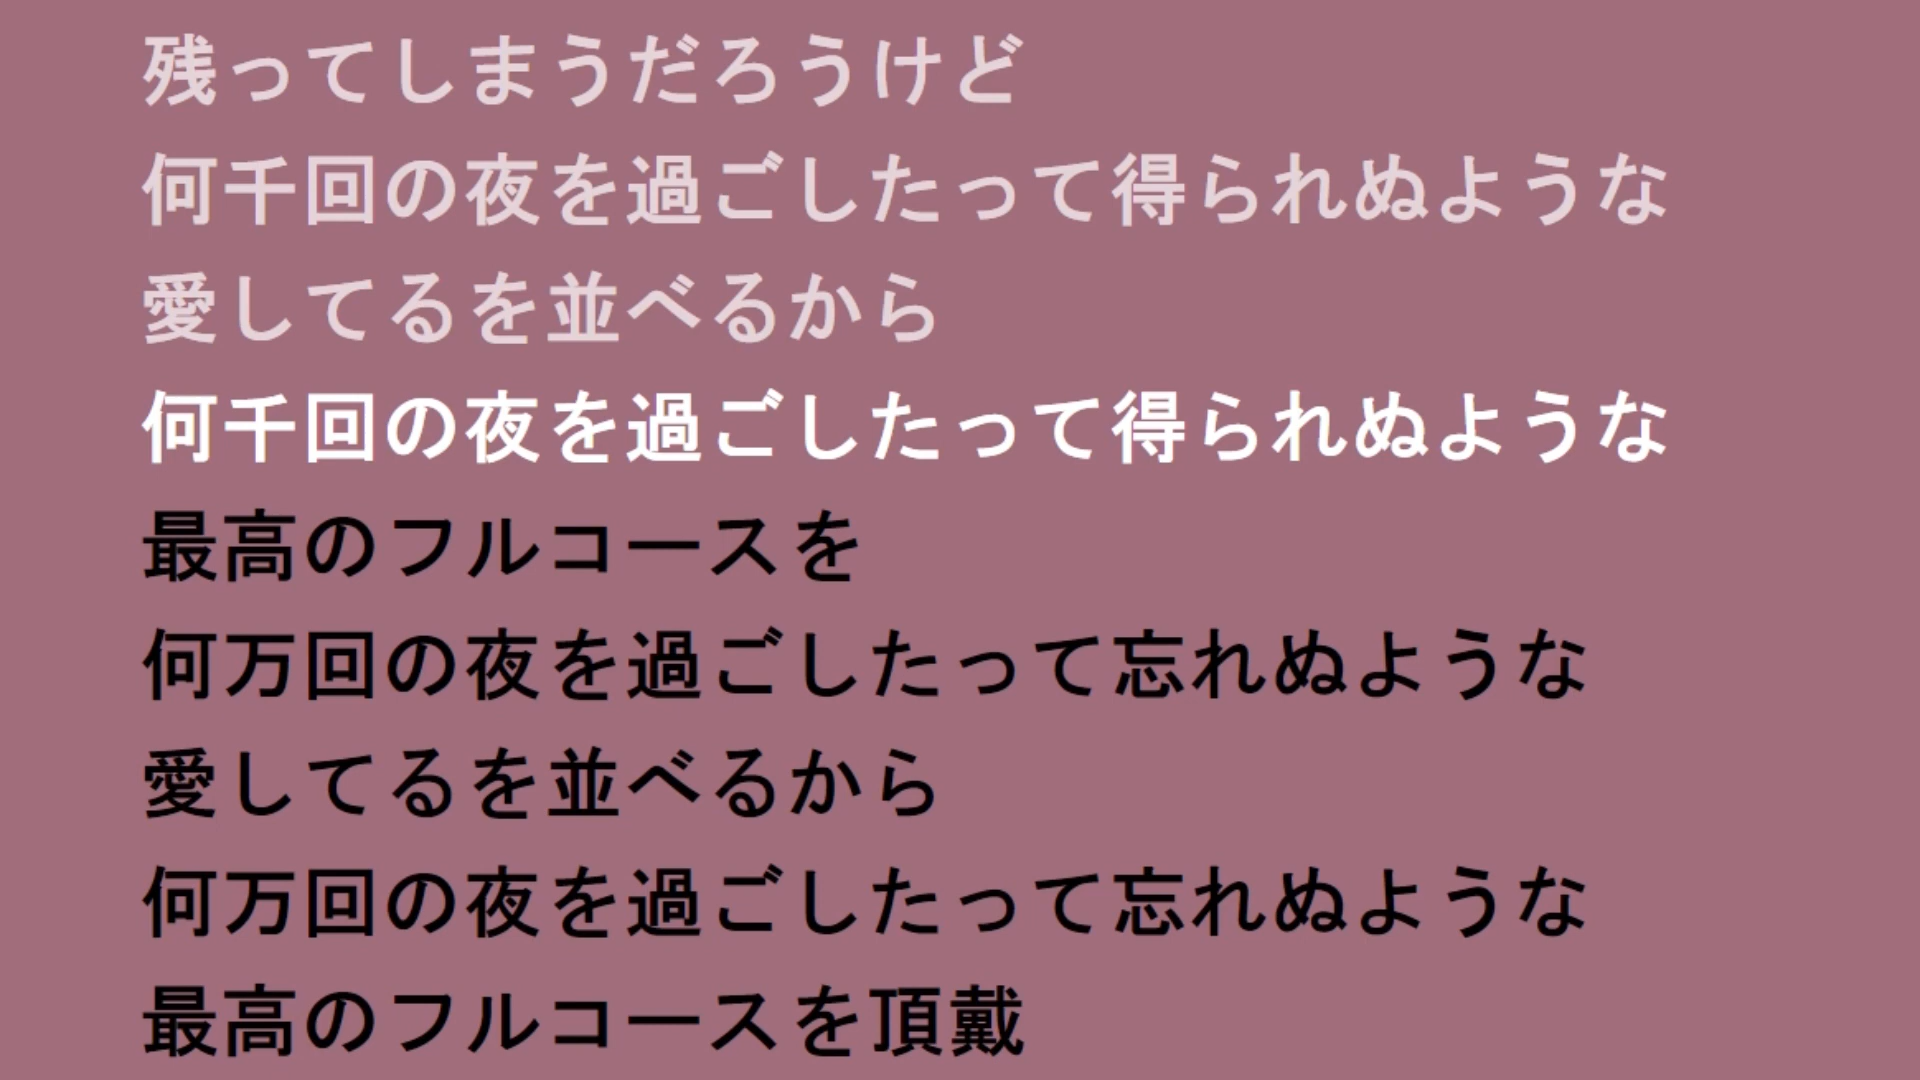 残ってしまうだろうけど
何千回の夜を過ごしたって得られぬような
愛してるを並べるから
何千回の夜を過ごしたって得られぬような
最高のフルコースを
何万回の夜を過ごしたって忘れぬような
愛してるを並べるから
何万回の夜を過ごしたって忘れぬような
最高のフルコースを頂戴